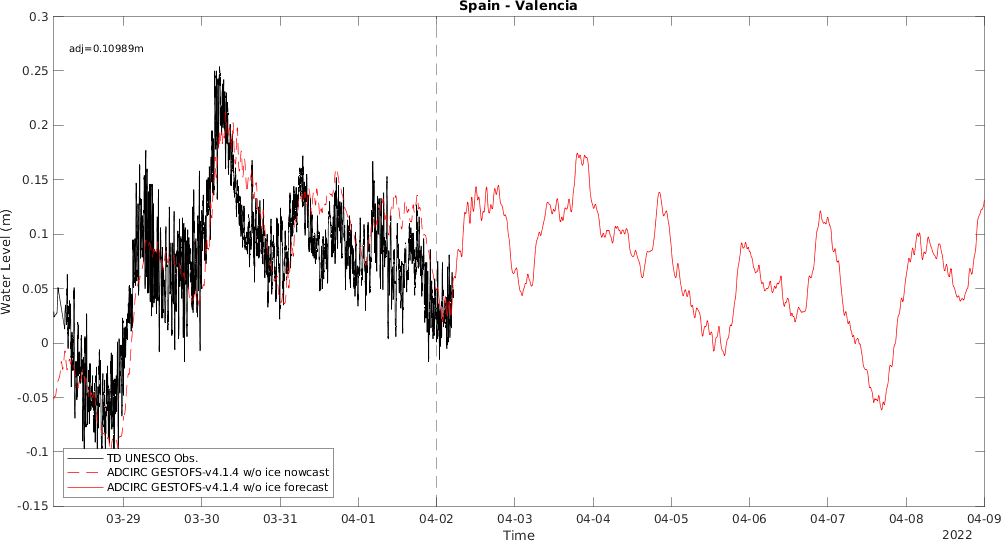 Spain - Valencia
adj=0.10989m
0.3
0.25
0.2
0.15
0.1
0.05
0
-0.05
-0.1
-0.15
Water Level (m)
TD UNESCO Obs.
ADCIRC GESTOFS-v4.1.4 w/o ice nowcast
ADCIRC GESTOFS-v4.1.4 w/o ice forecast
03-29 03-30 03-31 04-01 04-02 04-03 04-04 04-05 04-06 04-07 04-08 04-09
Time
2022